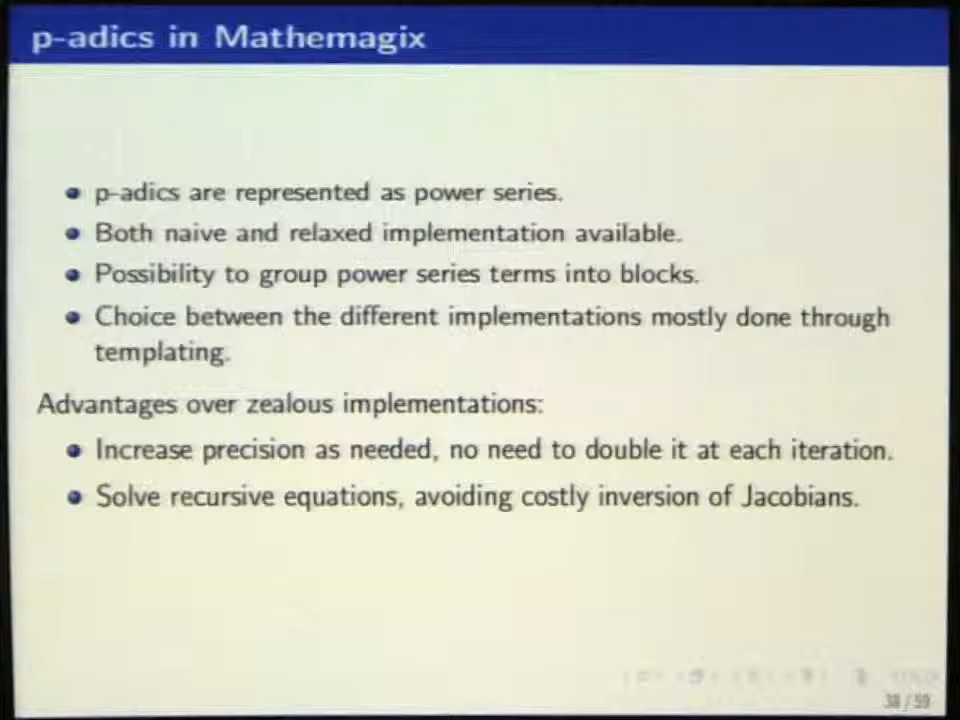 p-adics in Mathemagix
p-adics are represented as power series.
Both naive and relaxed implementation available.
Possibility to group power series terms into blocks.
Choice between the different implementations mostly done through
templating.
Advantages over zealous implementations:
Increase precision as needed, no need to double it at each iteration.
Solve recursive equations, avoiding costly inversion of Jacobians.
38 / 59